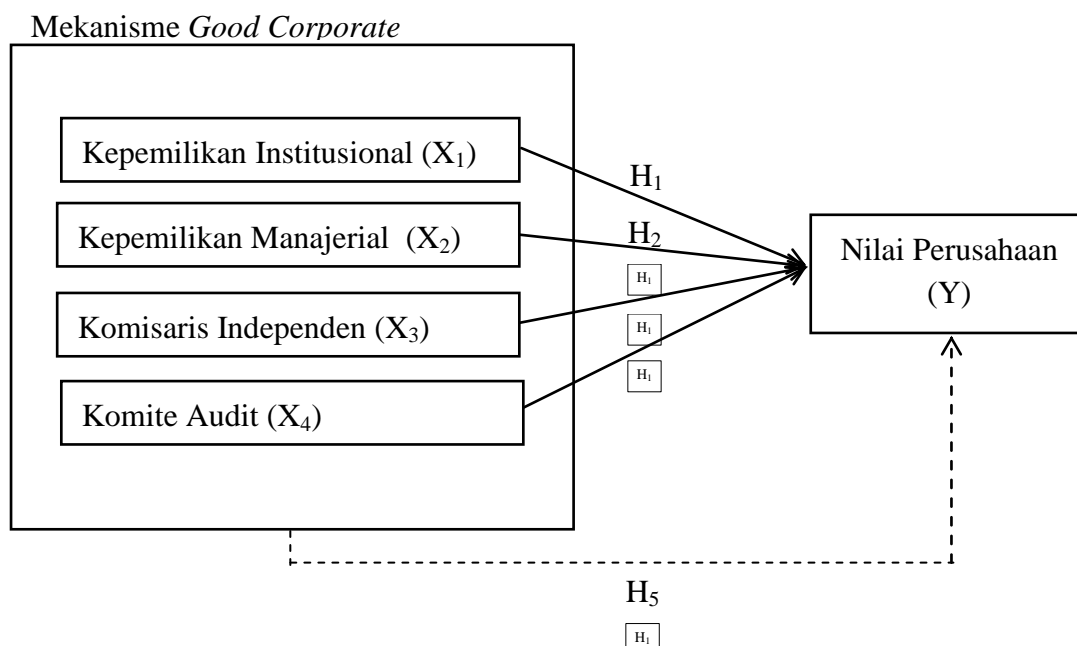 Mekanisme Good Corporate
Kepemilikan Institusional (X₁)
H₁
Kepemilikan Manajerial (X₂)
H₂
Nilai Perusahaan
(Y)
H₁
Komisaris Independen (X₃)
H₁
H₁
Komite Audit (X₄)
H₅
H₁